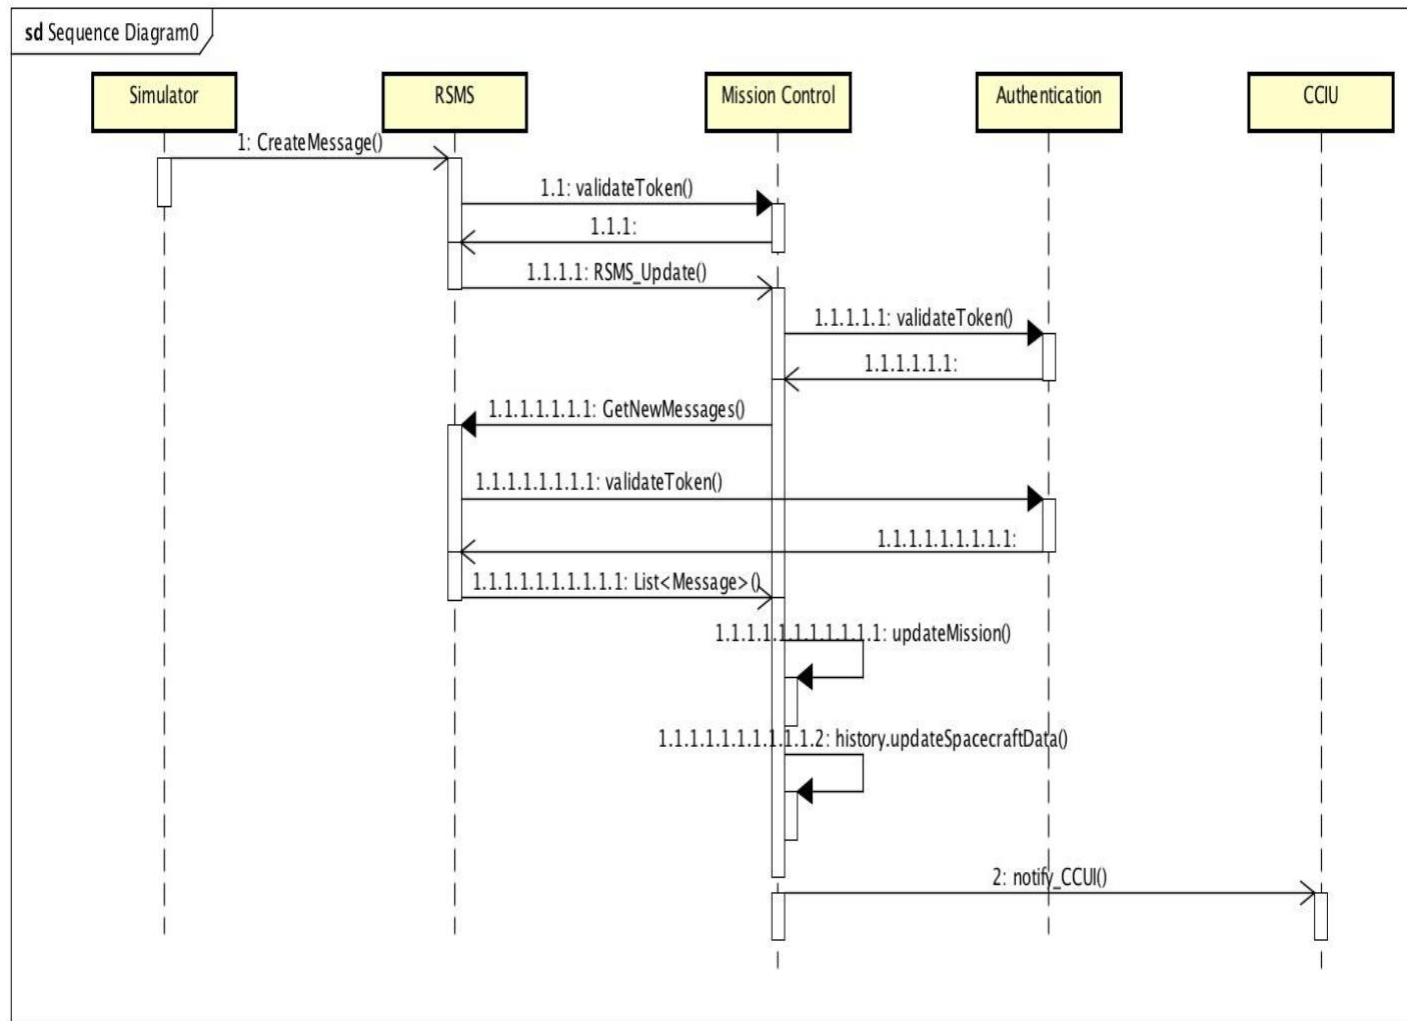 sd Sequence Diagram0
Simulator
RSMS
Mission Control
Authentication
CCIU
1: CreateMessage()
1.1: validateToken()
1.1.1:
1.1.1.1: RSMS_Update()
1.1.1.1.1: validateToken()
1.1.1.1.1.1:
1.1.1.1.1.1.1: GetNewMessages()
1.1.1.1.1.1.1.1: validateToken()
1.1.1.1.1.1.1.1.1:
1.1.1.1.1.1.1.1.1.1: List<Message>()
1.1.1.1.1.1.1.1.1.1.1: updateMission()
1.1.1.1.1.1.1.1.1.1.2: history.updateSpacecraftData()
2: notify_CCUI()